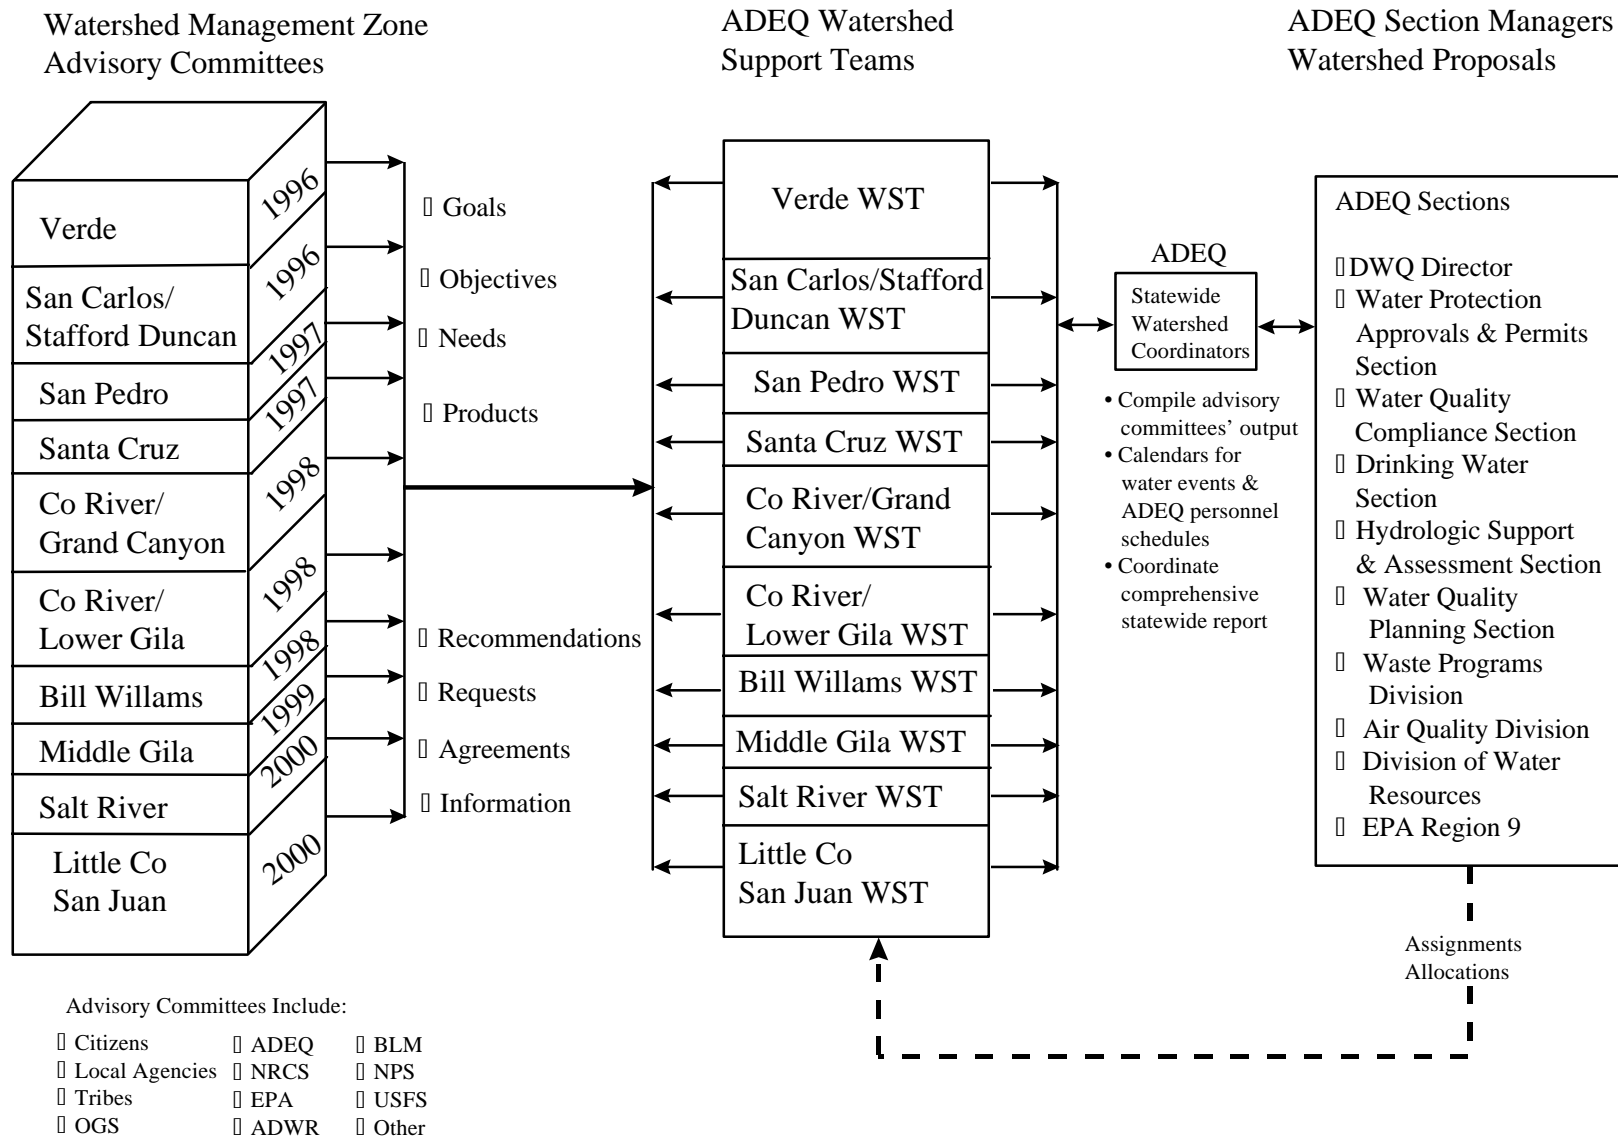 Watershed Management Zone
Advisory Committees
Verde
San Carlos/
Stafford Duncan
San Pedro
Santa Cruz
Co River/
Grand Canyon
Co River/
Lower Gila
Bill Willams
Middle Gila
Salt River
Little Co
San Juan
1996
1996
1997
1997
1998
1998
1998
1999
2000
2000
Goals
Objectives
Needs
Products
Recommendations
Requests
Agreements
Information
Advisory Committees Include:
Citizens
Local Agencies
Tribes
OGS
ADEQ
NRCS
EPA
ADWR
BLM
NPS
USFS
Other
ADEQ Watershed
Support Teams
Verde WST
San Carlos/Stafford
Duncan WST
San Pedro WST
Santa Cruz WST
Co River/Grand
Canyon WST
Co River/
Lower Gila WST
Bill Willams WST
Middle Gila WST
Salt River WST
Little Co
San Juan WST
ADEQ
Statewide
Watershed
Coordinators
• Compile advisory
committees’ output
• Calendars for
water events &
ADEQ personnel
schedules
• Coordinate
comprehensive
statewide report
ADEQ Section Managers
Watershed Proposals
ADEQ Sections
DWQ Director
Water Protection
Approvals & Permits
Section
Water Quality
Compliance Section
Drinking Water
Section
Hydrologic Support
& Assessment Section
Water Quality
Planning Section
Waste Programs
Division
Air Quality Division
Division of Water
Resources
EPA Region 9
Assignments
Allocations